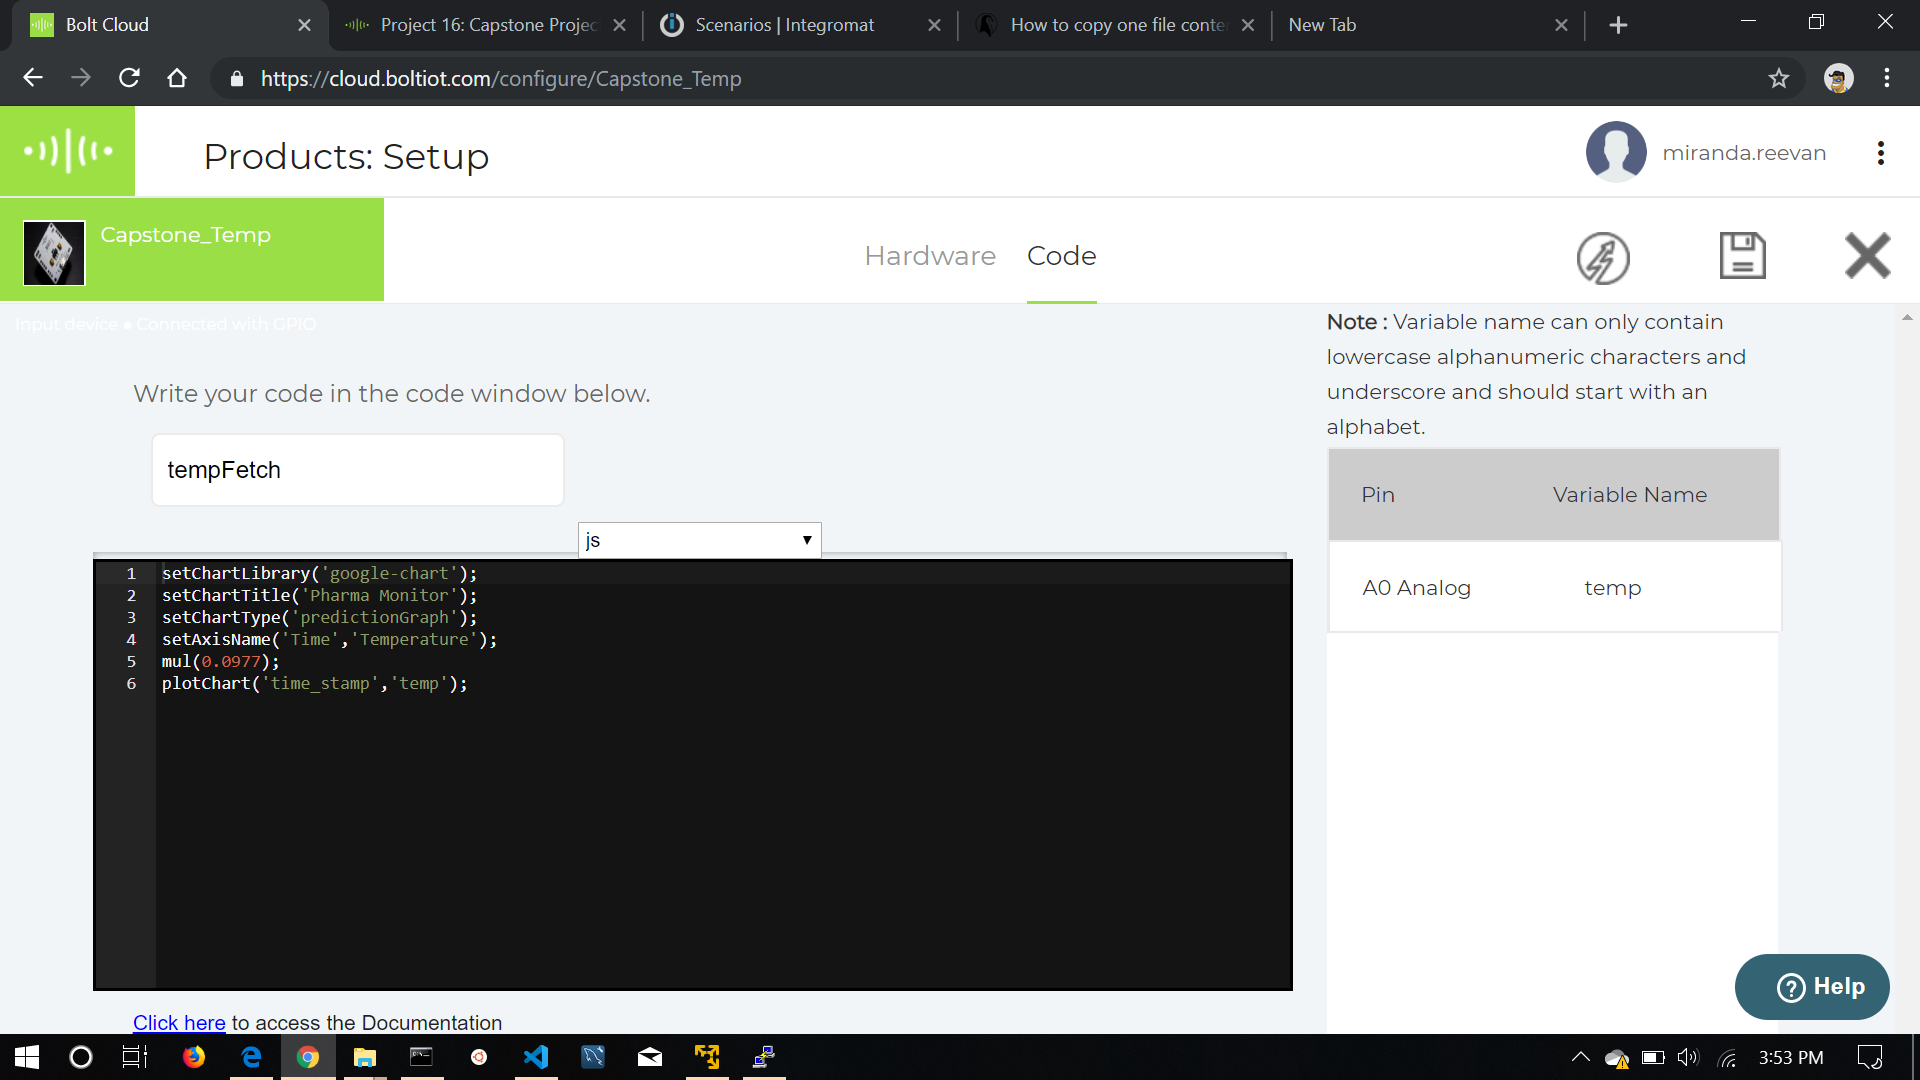 Bolt Cloud
Project 16: Capstone Projec
Scenarios | Integromat
How to copy one file conte
New Tab
https://cloud.boltiot.com/configure/Capstone_Temp
Products: Setup
miranda.reevan
Capstone_Temp
Hardware
Code
Input device ● Connected with GPIO
Note : Variable name can only contain
lowercase alphanumeric characters and
underscore and should start with an
alphabet.
Write your code in the code window below.
tempFetch
js
Pin Variable Name
A0 Analog temp
1 setChartLibrary('google-chart');
2 setChartTitle('Pharma Monitor');
3 setChartType('predictionGraph');
4 setAxisName('Time','Temperature');
5 mul(0.0977);
6 plotChart('time_stamp','temp');
Help
Click here to access the Documentation
3:53 PM